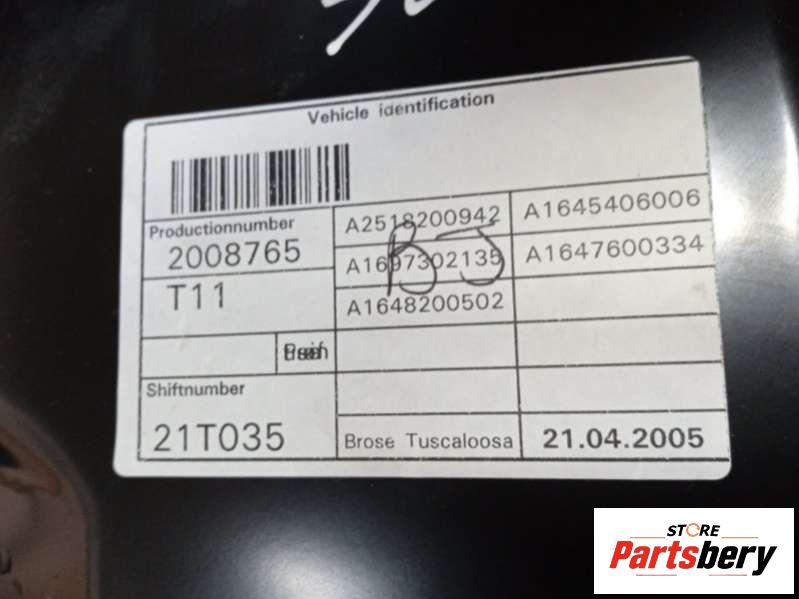 Vehicle identification
Productionnumber
2008765
T11
Shiftnumber
21T035
A2518200942
A1697302135
A1648200502
Brose Tuscaloosa
A1645406006
A1647600334
21.04.2005
STORE
Partsbery